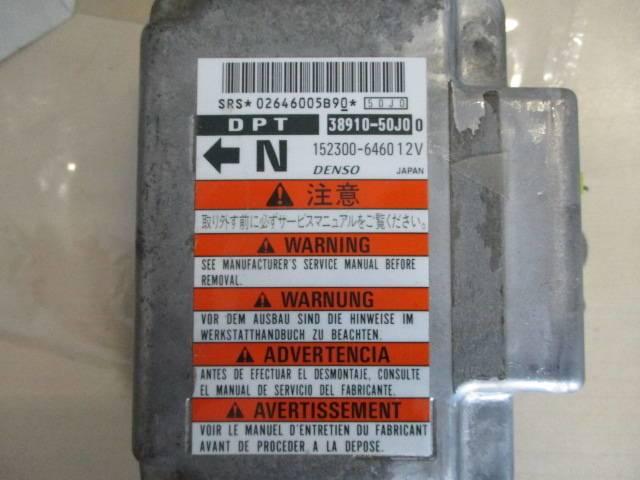 SRS*02646005B90* 50J0
DPT 38910-50J00
N 152300-6460 12V
DENSO JAPAN
注意
取り外す前に必ずサービスマニュアルをご覧ください。
WARNING
SEE MANUFACTURER'S SERVICE MANUAL BEFORE
REMOVAL.
WARNUNG
VOR DEM AUSBAU SIND DIE HINWEISE IM
WERKSTATTHANDBUCH ZU BEACHTEN.
ADVERTENCIA
ANTES DE EFECTUAR EL DESMONTAJE, CONSULTE
EL MANUAL DE SERVICIO DEL FABRICANTE.
AVERTISSEMENT
VOIR LE MANUEL D'ENTRETIEN DU FABRICANT
AVANT DE PROCEDER A LA DEPOSE.